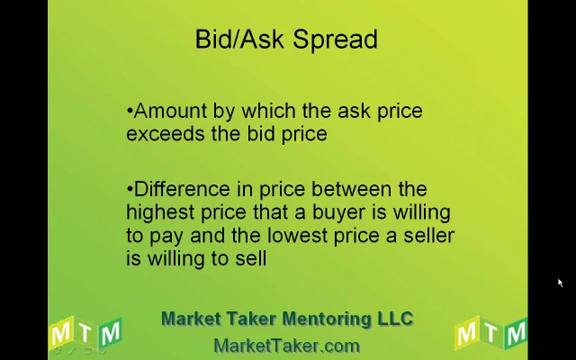 Bid/Ask Spread
•Amount by which the ask price
exceeds the bid price
•Difference in price between the
highest price that a buyer is willing
to pay and the lowest price a seller
is willing to sell
Market Taker Mentoring LLC
MTM
MTM
MarketTaker.com